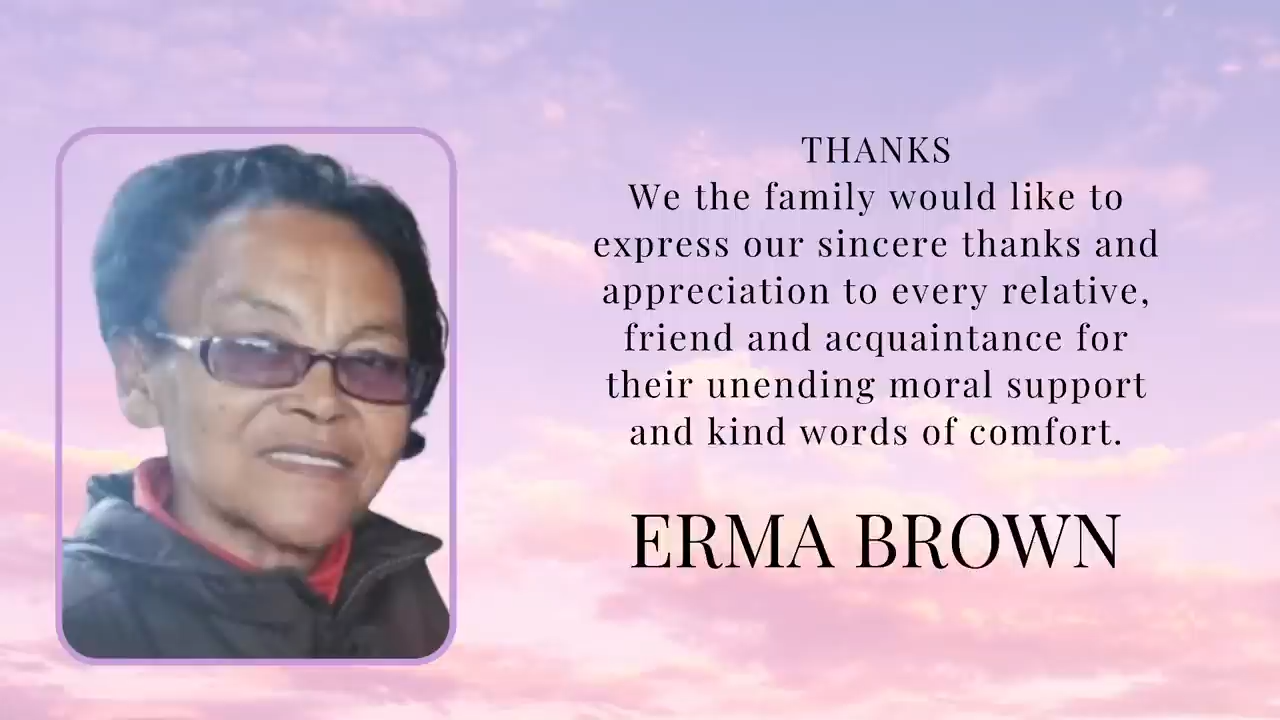 THANKS
We the family would like to
express our sincere thanks and
appreciation to every relative,
friend and acquaintance for
their unending moral support
and kind words of comfort.
ERMA BROWN